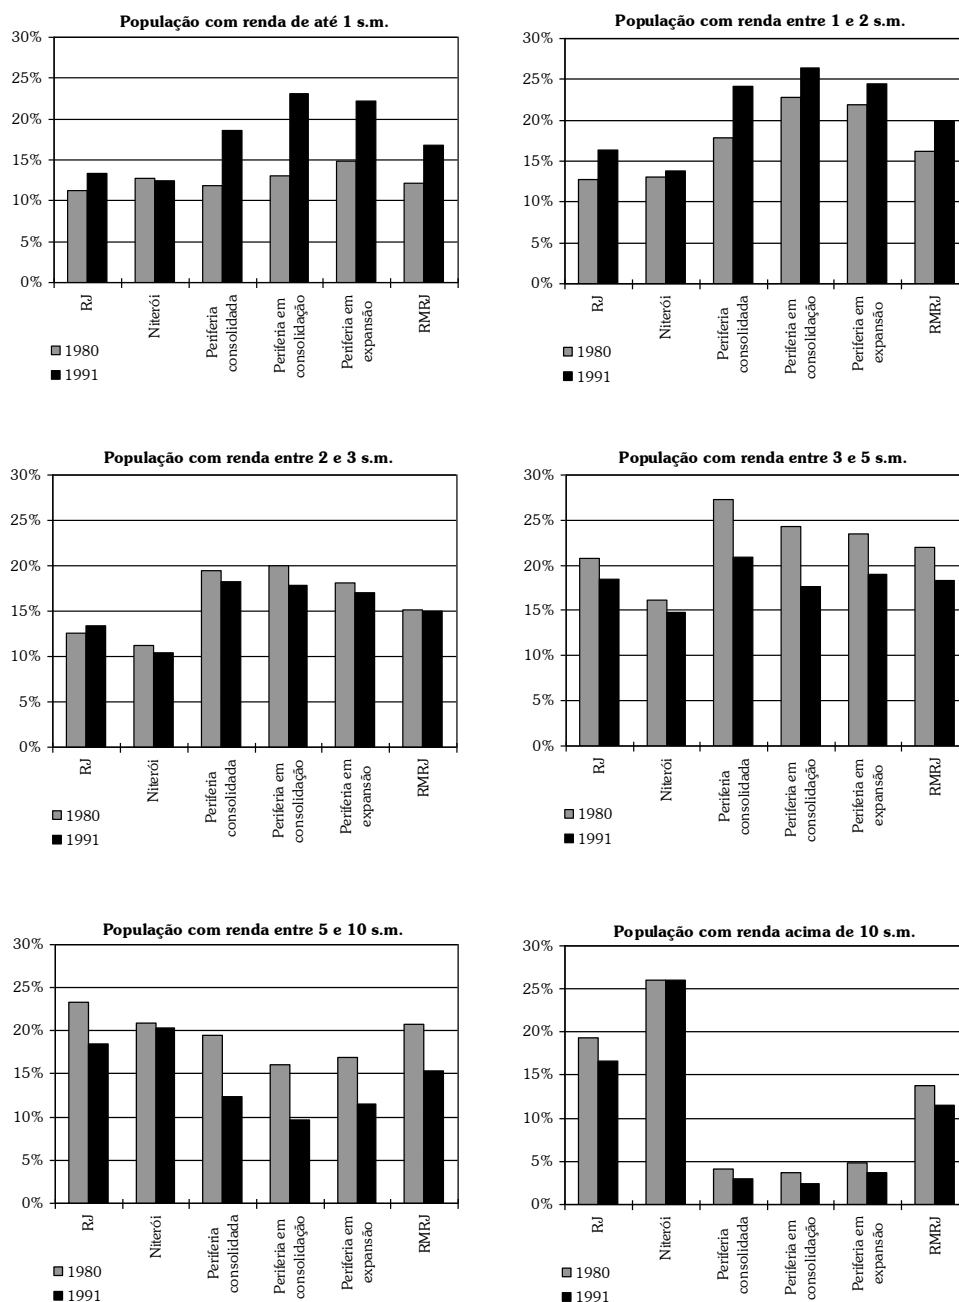 População com renda de até 1 s.m.
30%
25%
20%
15%
10%
5%
0%
RJ
Niterói
Periferia
consolidada
Periferia em
consolidação
Periferia em
expansão
RMRJ
1980
1991
População com renda entre 1 e 2 s.m.
30%
25%
20%
15%
10%
5%
0%
RJ
Niterói
Periferia
consolidada
Periferia em
consolidação
Periferia em
expansão
RMRJ
1980
1991
População com renda entre 2 e 3 s.m.
30%
25%
20%
15%
10%
5%
0%
RJ
Niterói
Periferia
consolidada
Periferia em
consolidação
Periferia em
expansão
RMRJ
1980
1991
População com renda entre 3 e 5 s.m.
30%
25%
20%
15%
10%
5%
0%
RJ
Niterói
Periferia
consolidada
Periferia em
consolidação
Periferia em
expansão
RMRJ
1980
1991
População com renda entre 5 e 10 s.m.
30%
25%
20%
15%
10%
5%
0%
RJ
Niterói
Periferia
consolidada
Periferia em
consolidação
Periferia em
expansão
RMRJ
1980
1991
População com renda acima de 10 s.m.
30%
25%
20%
15%
10%
5%
0%
RJ
Niterói
Periferia
consolidada
Periferia em
consolidação
Periferia em
expansão
RMRJ
1980
1991